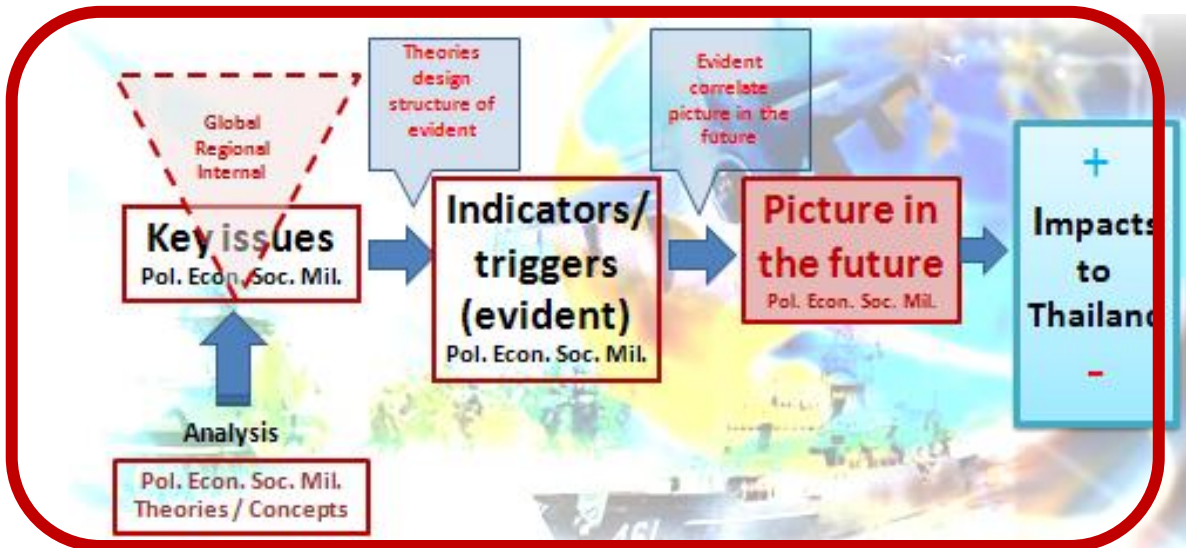 Theories
design
structure of
evident
Evident
correlate
picture in the
future
Global
Regional
Internal
Key issues
Pol. Econ. Soc. Mil.
Indicators/
triggers
(evident)
Pol. Econ. Soc. Mil.
Picture in
the future
Pol. Econ. Soc. Mil.
+
Impacts
to
Thailand
-
Analysis
Pol. Econ. Soc. Mil.
Theories / Concepts
461